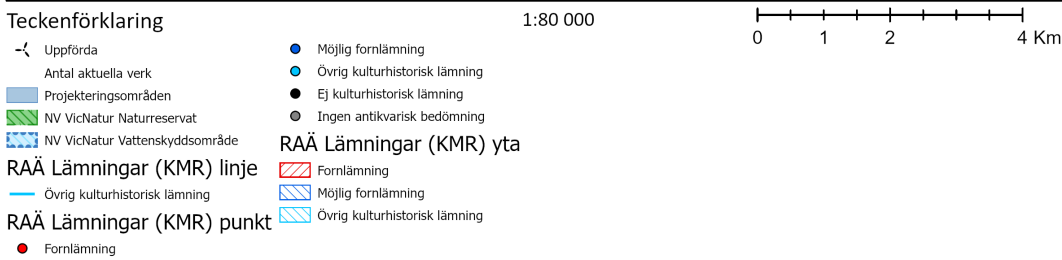 Teckenförklaring
Uppförda
Antal aktuella verk
Projekteringsområden
NV VicNatur Naturreservat
NV VicNatur Vattenskyddsområde
RAÄ Lämningar (KMR) linje
Övrig kulturhistorisk lämning
RAÄ Lämningar (KMR) punkt
Fornlämning
Möjlig fornlämning
Övrig kulturhistorisk lämning
Ej kulturhistorisk lämning
Ingen antikvarisk bedömning
RAÄ Lämningar (KMR) yta
Fornlämning
Möjlig fornlämning
Övrig kulturhistorisk lämning
1:80 000
0 1 2 4 Km